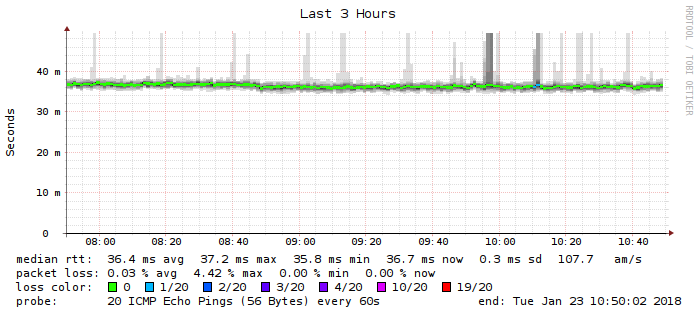 Last 3 Hours
RRDTOOL / TOBI OETIKER
Seconds
40 m
30 m
20 m
10 m
0
08:00 08:20 08:40 09:00 09:20 09:40 10:00 10:20 10:40
median rtt: 36.4 ms avg 37.2 ms max 35.8 ms min 36.7 ms now 0.3 ms sd 107.7 am/s
packet loss: 0.03 % avg 4.42 % max 0.00 % min 0.00 % now
loss color: 0 1/20 2/20 3/20 4/20 10/20 19/20
probe: 20 ICMP Echo Pings (56 Bytes) every 60s end: Tue Jan 23 10:50:02 2018